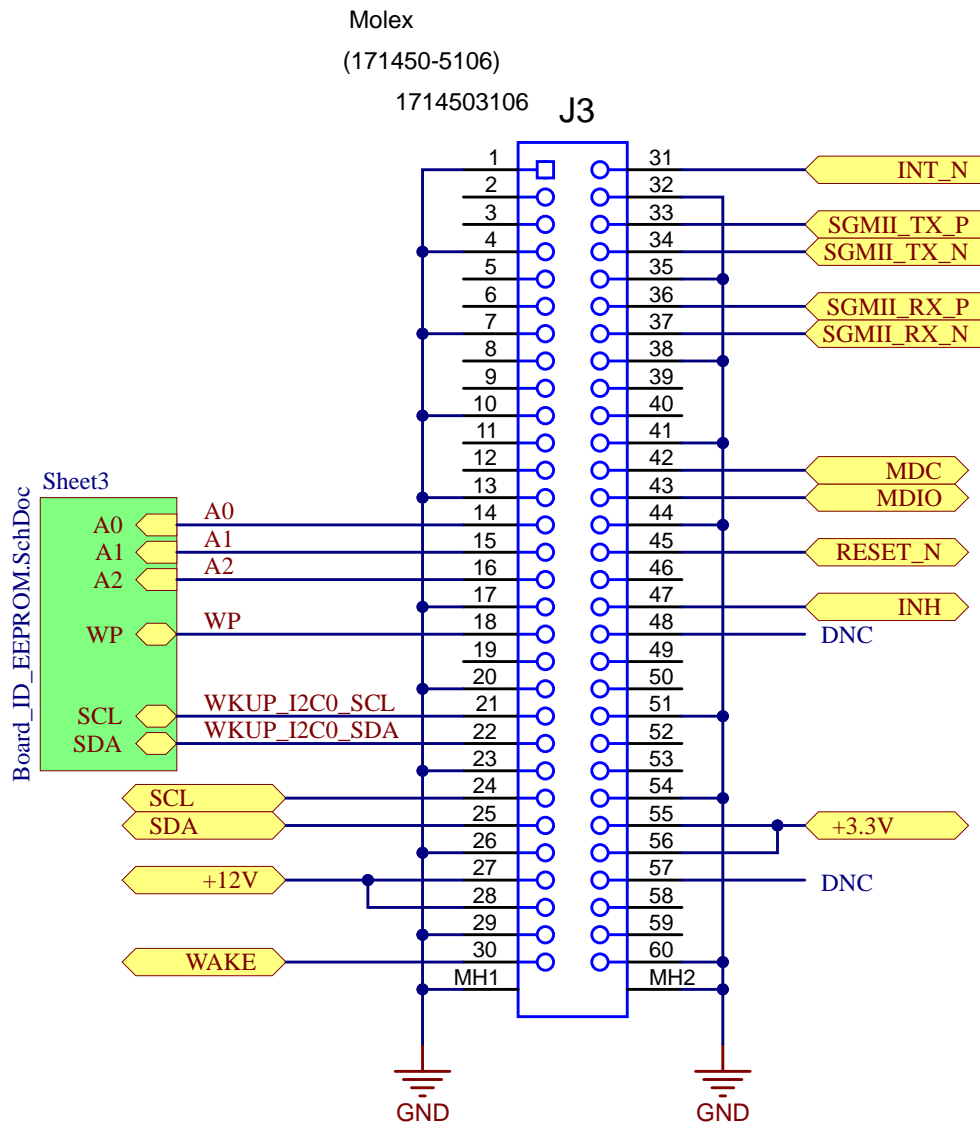 Molex
(171450-5106)
1714503106
J3
1 31 INT_N
2 32
3 33 SGMII_TX_P
4 34 SGMII_TX_N
5 35
6 36 SGMII_RX_P
7 37 SGMII_RX_N
8 38
9 39
10 40
11 41
12 42 MDC
Sheet3
13 43 MDIO
A0 A0 14 44
A1 A1 15 45 RESET_N
A2 A2 16 46
17 47 INH
WP WP 18 48 DNC
19 49
20 50
SCL WKUP_I2C0_SCL 21 51
SDA WKUP_I2C0_SDA 22 52
Board_ID_EEPROM.SchDoc
23 53
SCL 24 54
SDA 25 55 +3.3V
26 56
+12V 27 57 DNC
28 58
29 59
WAKE 30 60
MH1 MH2
GND GND